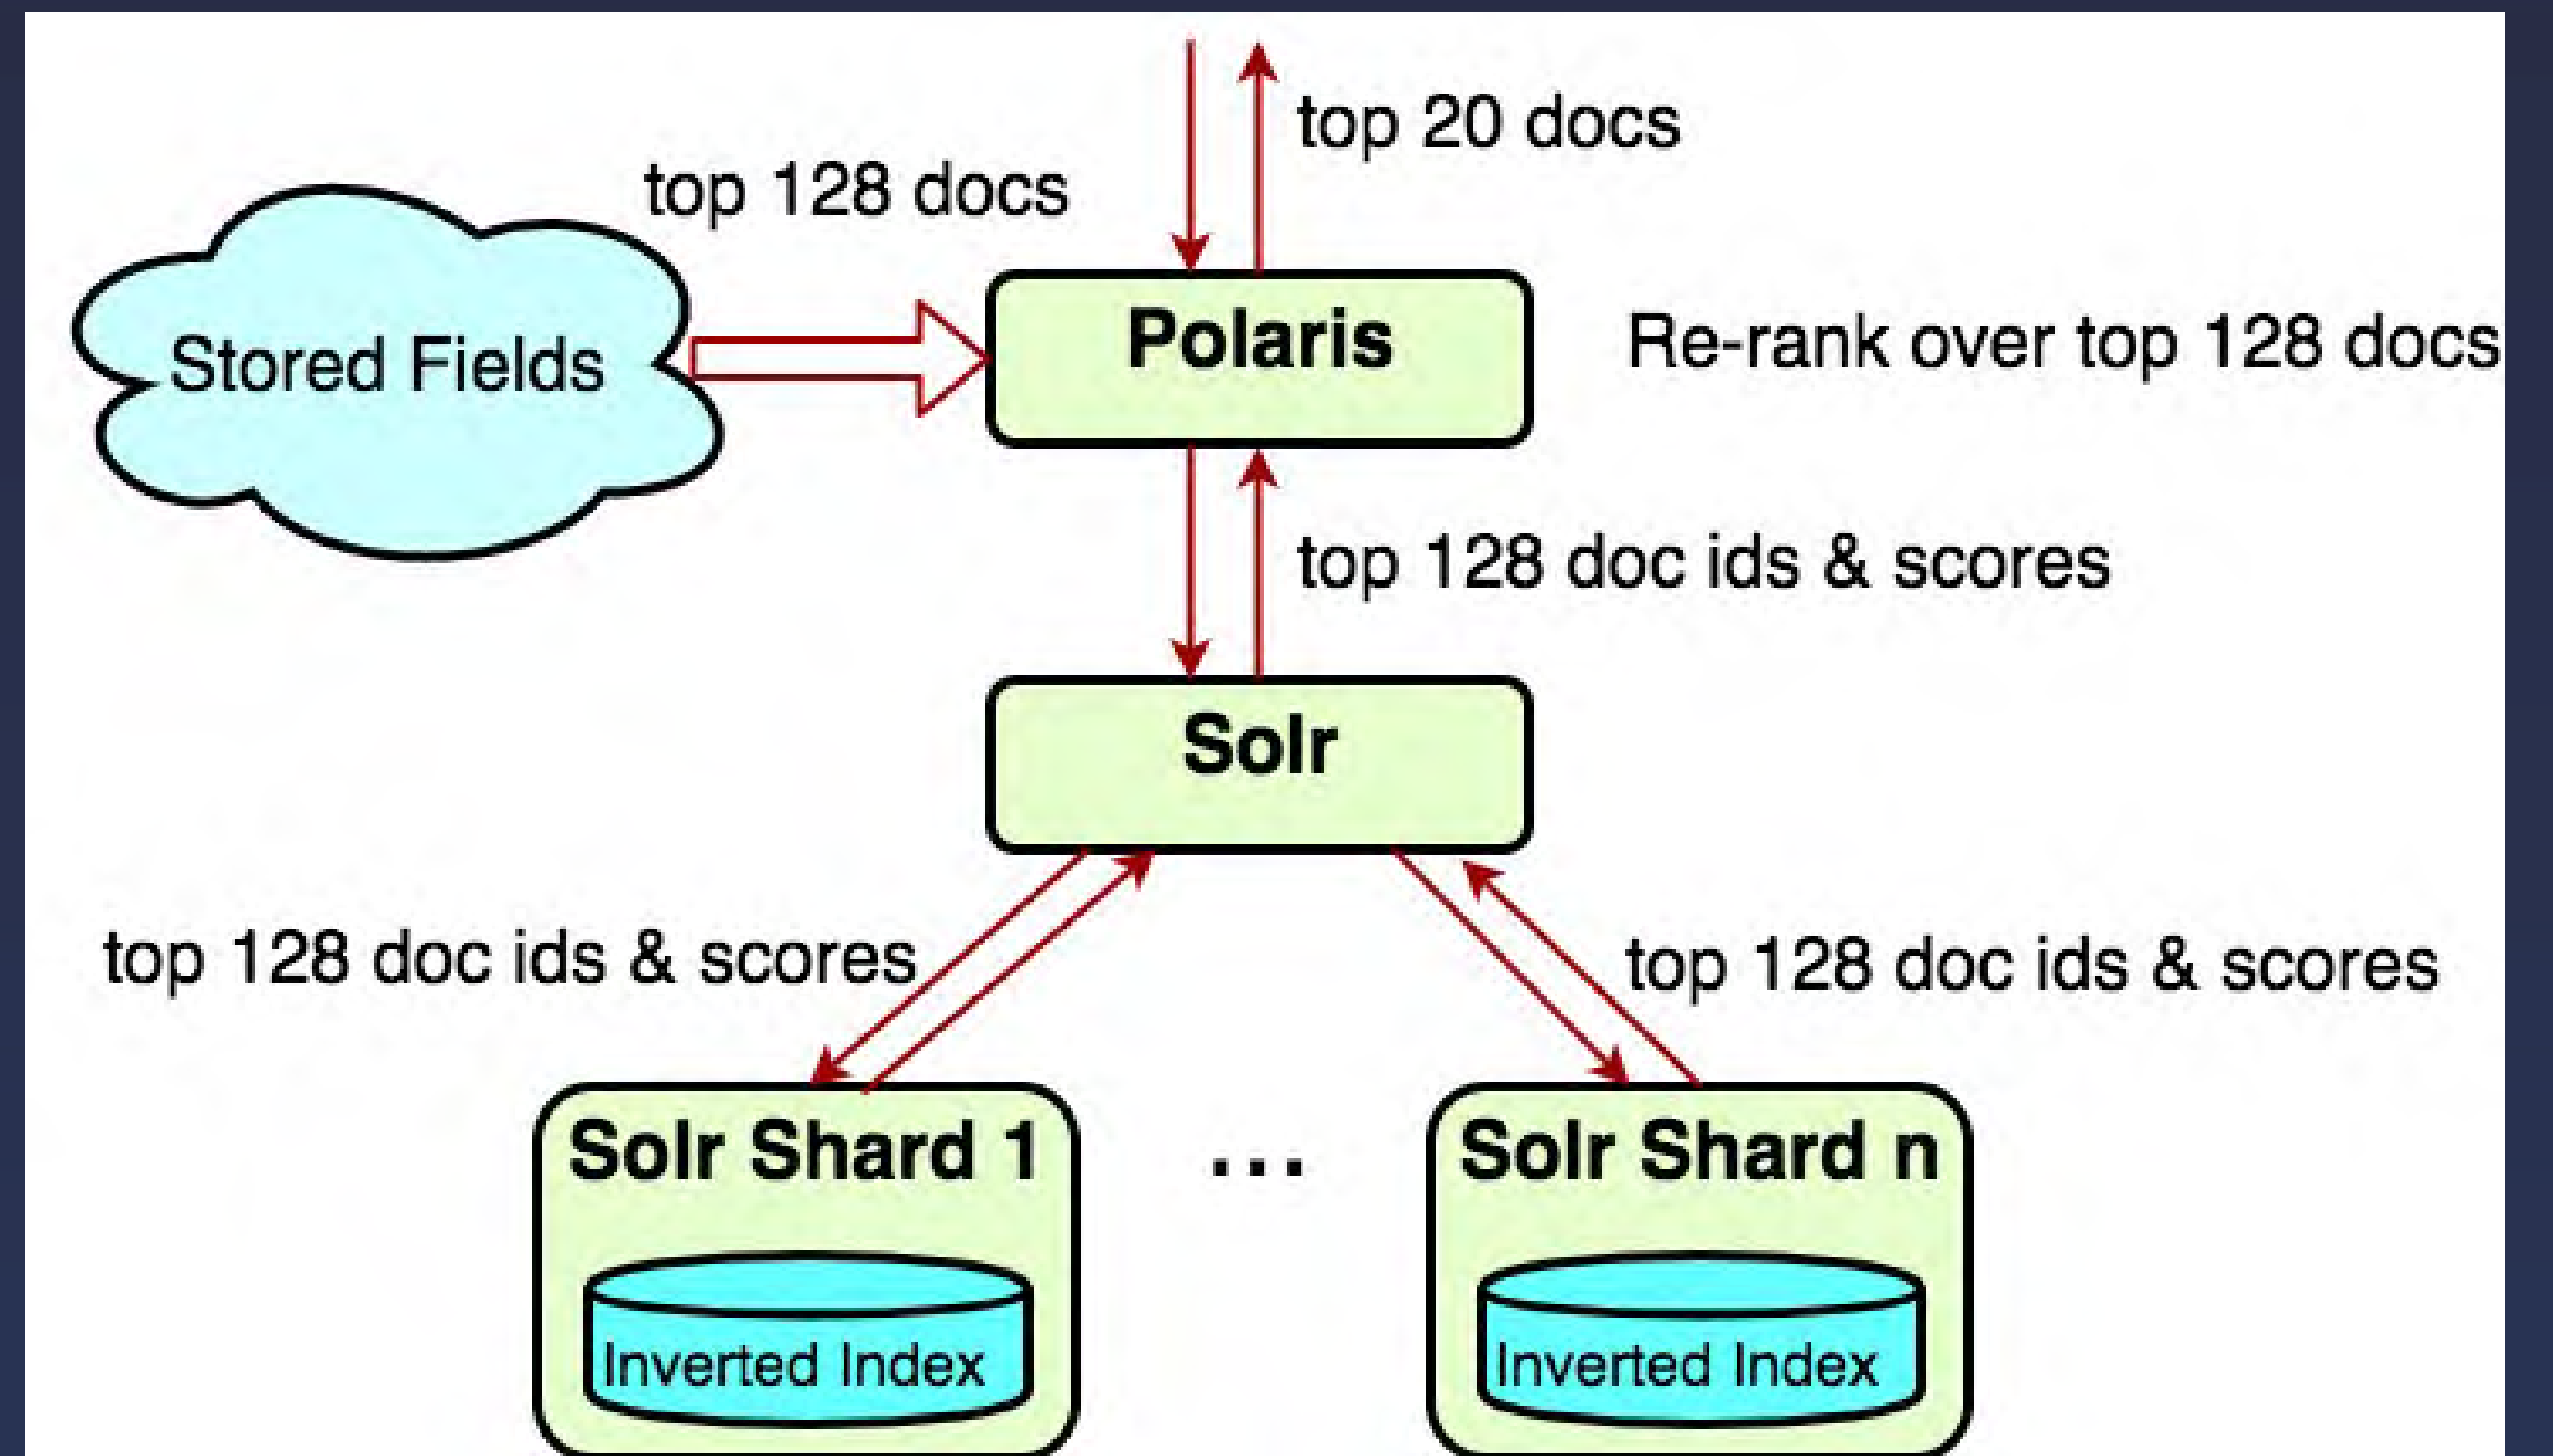 top 20 docs
top 128 docs
Stored Fields
Polaris
Re-rank over top 128 docs
top 128 doc ids & scores
Solr
top 128 doc ids & scores
top 128 doc ids & scores
Solr Shard 1
...
Solr Shard n
Inverted Index
Inverted Index